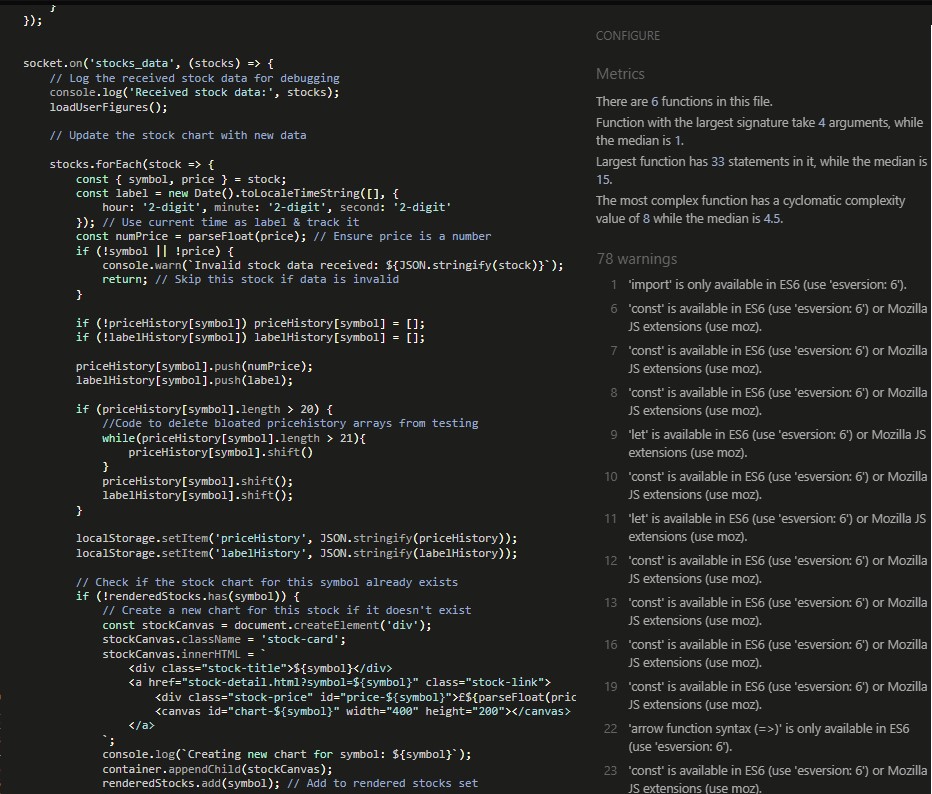 }
});
socket.on('stocks_data', (stocks) => {
// Log the received stock data for debugging
console.log('Received stock data:', stocks);
loadUserFigures();
// Update the stock chart with new data
stocks.forEach(stock => {
const { symbol, price } = stock;
const label = new Date().toLocaleTimeString([], {
hour: '2-digit', minute: '2-digit', second: '2-digit'
}); // Use current time as label & track it
const numPrice = parseFloat(price); // Ensure price is a number
if (!symbol || !price) {
console.warn(`Invalid stock data received: ${JSON.stringify(stock)}`);
return; // Skip this stock if data is invalid
}
if (!priceHistory[symbol]) priceHistory[symbol] = [];
if (!labelHistory[symbol]) labelHistory[symbol] = [];
priceHistory[symbol].push(numPrice);
labelHistory[symbol].push(label);
if (priceHistory[symbol].length > 20) {
//Code to delete bloated pricehistory arrays from testing
while(priceHistory[symbol].length > 21){
priceHistory[symbol].shift()
}
priceHistory[symbol].shift();
labelHistory[symbol].shift();
}
localStorage.setItem('priceHistory', JSON.stringify(priceHistory));
localStorage.setItem('labelHistory', JSON.stringify(labelHistory));
// Check if the stock chart for this symbol already exists
if (!renderedStocks.has(symbol)) {
// Create a new chart for this stock if it doesn't exist
const stockCanvas = document.createElement('div');
stockCanvas.className = 'stock-card';
stockCanvas.innerHTML = `
<div class="stock-title">${symbol}</div>
<a href="stock-detail.html?symbol=${symbol}" class="stock-link">
<div class="stock-price" id="price-${symbol}">£${parseFloat(pric
<canvas id="chart-${symbol}" width="400" height="200"></canvas>
</a>
`;
console.log(`Creating new chart for symbol: ${symbol}`);
container.appendChild(stockCanvas);
renderedStocks.add(symbol); // Add to rendered stocks set
CONFIGURE
Metrics
There are 6 functions in this file.
Function with the largest signature take 4 arguments, while
the median is 1.
Largest function has 33 statements in it, while the median is
15.
The most complex function has a cyclomatic complexity
value of 8 while the median is 4.5.
78 warnings
1 'import' is only available in ES6 (use 'esversion: 6').
6 'const' is available in ES6 (use 'esversion: 6') or Mozilla
JS extensions (use moz).
7 'const' is available in ES6 (use 'esversion: 6') or Mozilla
JS extensions (use moz).
8 'const' is available in ES6 (use 'esversion: 6') or Mozilla
JS extensions (use moz).
9 'let' is available in ES6 (use 'esversion: 6') or Mozilla JS
extensions (use moz).
10 'const' is available in ES6 (use 'esversion: 6') or Mozilla
JS extensions (use moz).
11 'let' is available in ES6 (use 'esversion: 6') or Mozilla JS
extensions (use moz).
12 'const' is available in ES6 (use 'esversion: 6') or Mozilla
JS extensions (use moz).
13 'const' is available in ES6 (use 'esversion: 6') or Mozilla
JS extensions (use moz).
16 'const' is available in ES6 (use 'esversion: 6') or Mozilla
JS extensions (use moz).
19 'const' is available in ES6 (use 'esversion: 6') or Mozilla
JS extensions (use moz).
22 'arrow function syntax (=>)' is only available in ES6
(use 'esversion: 6').
23 'const' is available in ES6 (use 'esversion: 6') or Mozilla
JS extensions (use moz).